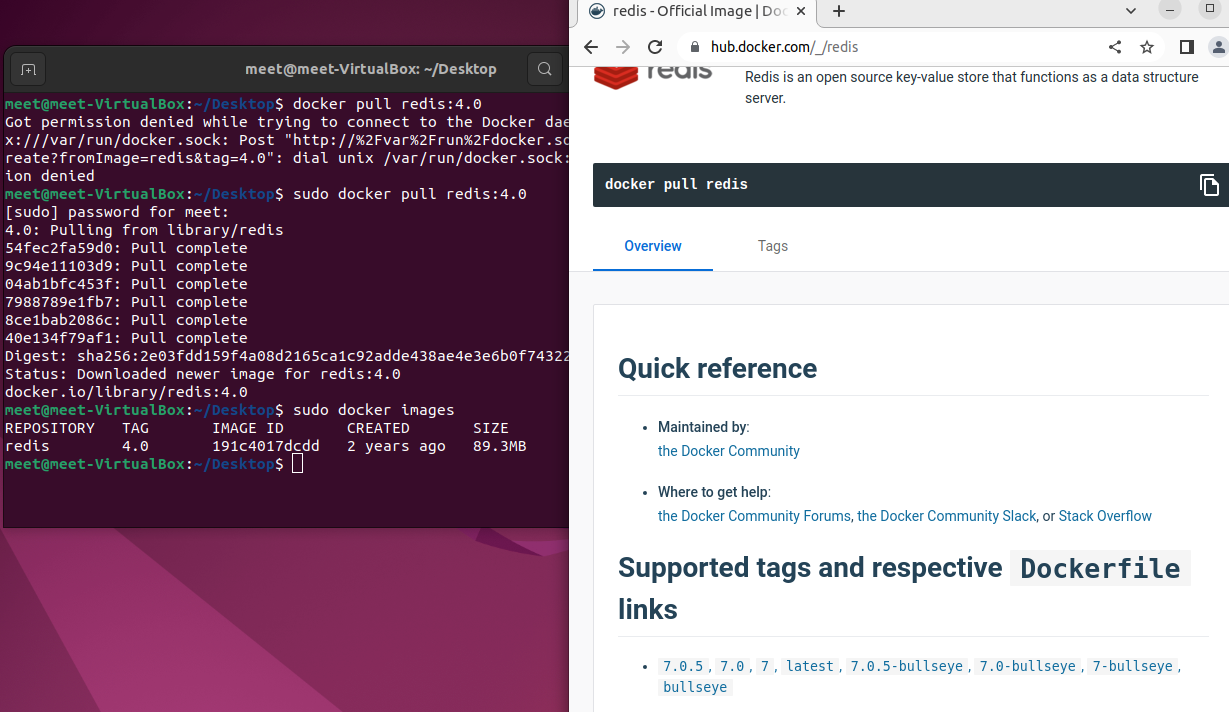 meet@meet-VirtualBox: ~/Desktop
meet@meet-VirtualBox:~/Desktop$ docker pull redis:4.0
Got permission denied while trying to connect to the Docker dae
x:///var/run/docker.sock: Post "http://%2Fvar%2Frun%2Fdocker.so
reate?fromImage=redis&tag=4.0": dial unix /var/run/docker.sock:
ion denied
meet@meet-VirtualBox:~/Desktop$ sudo docker pull redis:4.0
[sudo] password for meet:
4.0: Pulling from library/redis
54fec2fa59d0: Pull complete
9c94e11103d9: Pull complete
04ab1bfc453f: Pull complete
7988789e1fb7: Pull complete
8ce1bab2086c: Pull complete
40e134f79af1: Pull complete
Digest: sha256:2e03fdd159f4a08d2165ca1c92adde438ae4e3e6b0f74322
Status: Downloaded newer image for redis:4.0
docker.io/library/redis:4.0
meet@meet-VirtualBox:~/Desktop$ sudo docker images
REPOSITORY TAG IMAGE ID CREATED SIZE
redis 4.0 191c4017dcdd 2 years ago 89.3MB
meet@meet-VirtualBox:~/Desktop$
redis - Official Image | Doc
hub.docker.com/_/redis
redis
Redis is an open source key-value store that functions as a data structure
server.
docker pull redis
Overview Tags
Quick reference
• Maintained by:
the Docker Community
• Where to get help:
the Docker Community Forums, the Docker Community Slack, or Stack Overflow
Supported tags and respective Dockerfile
links
• 7.0.5, 7.0, 7, latest, 7.0.5-bullseye, 7.0-bullseye, 7-bullseye,
bullseye